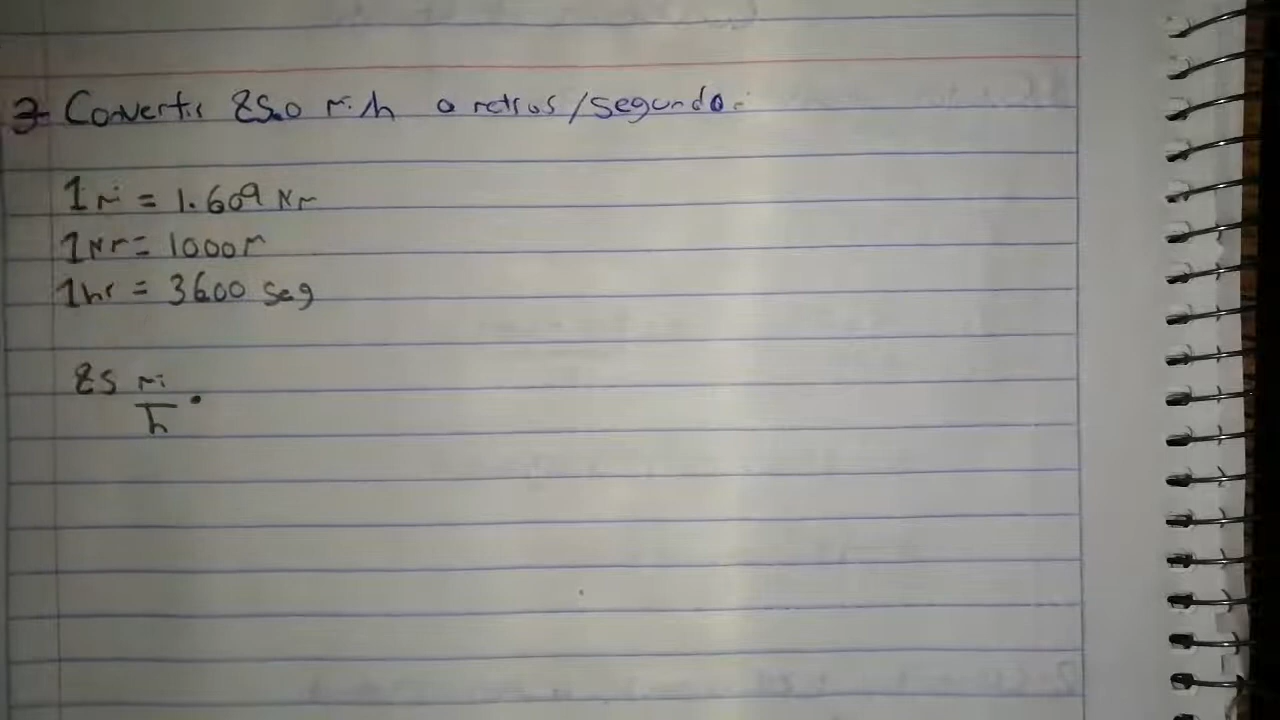 3- Convertir 85.0 mi/h a metros/segundo.
1 mi = 1.609 Km
1 Km = 1000 m
1 hr = 3600 seg
85 mi
h